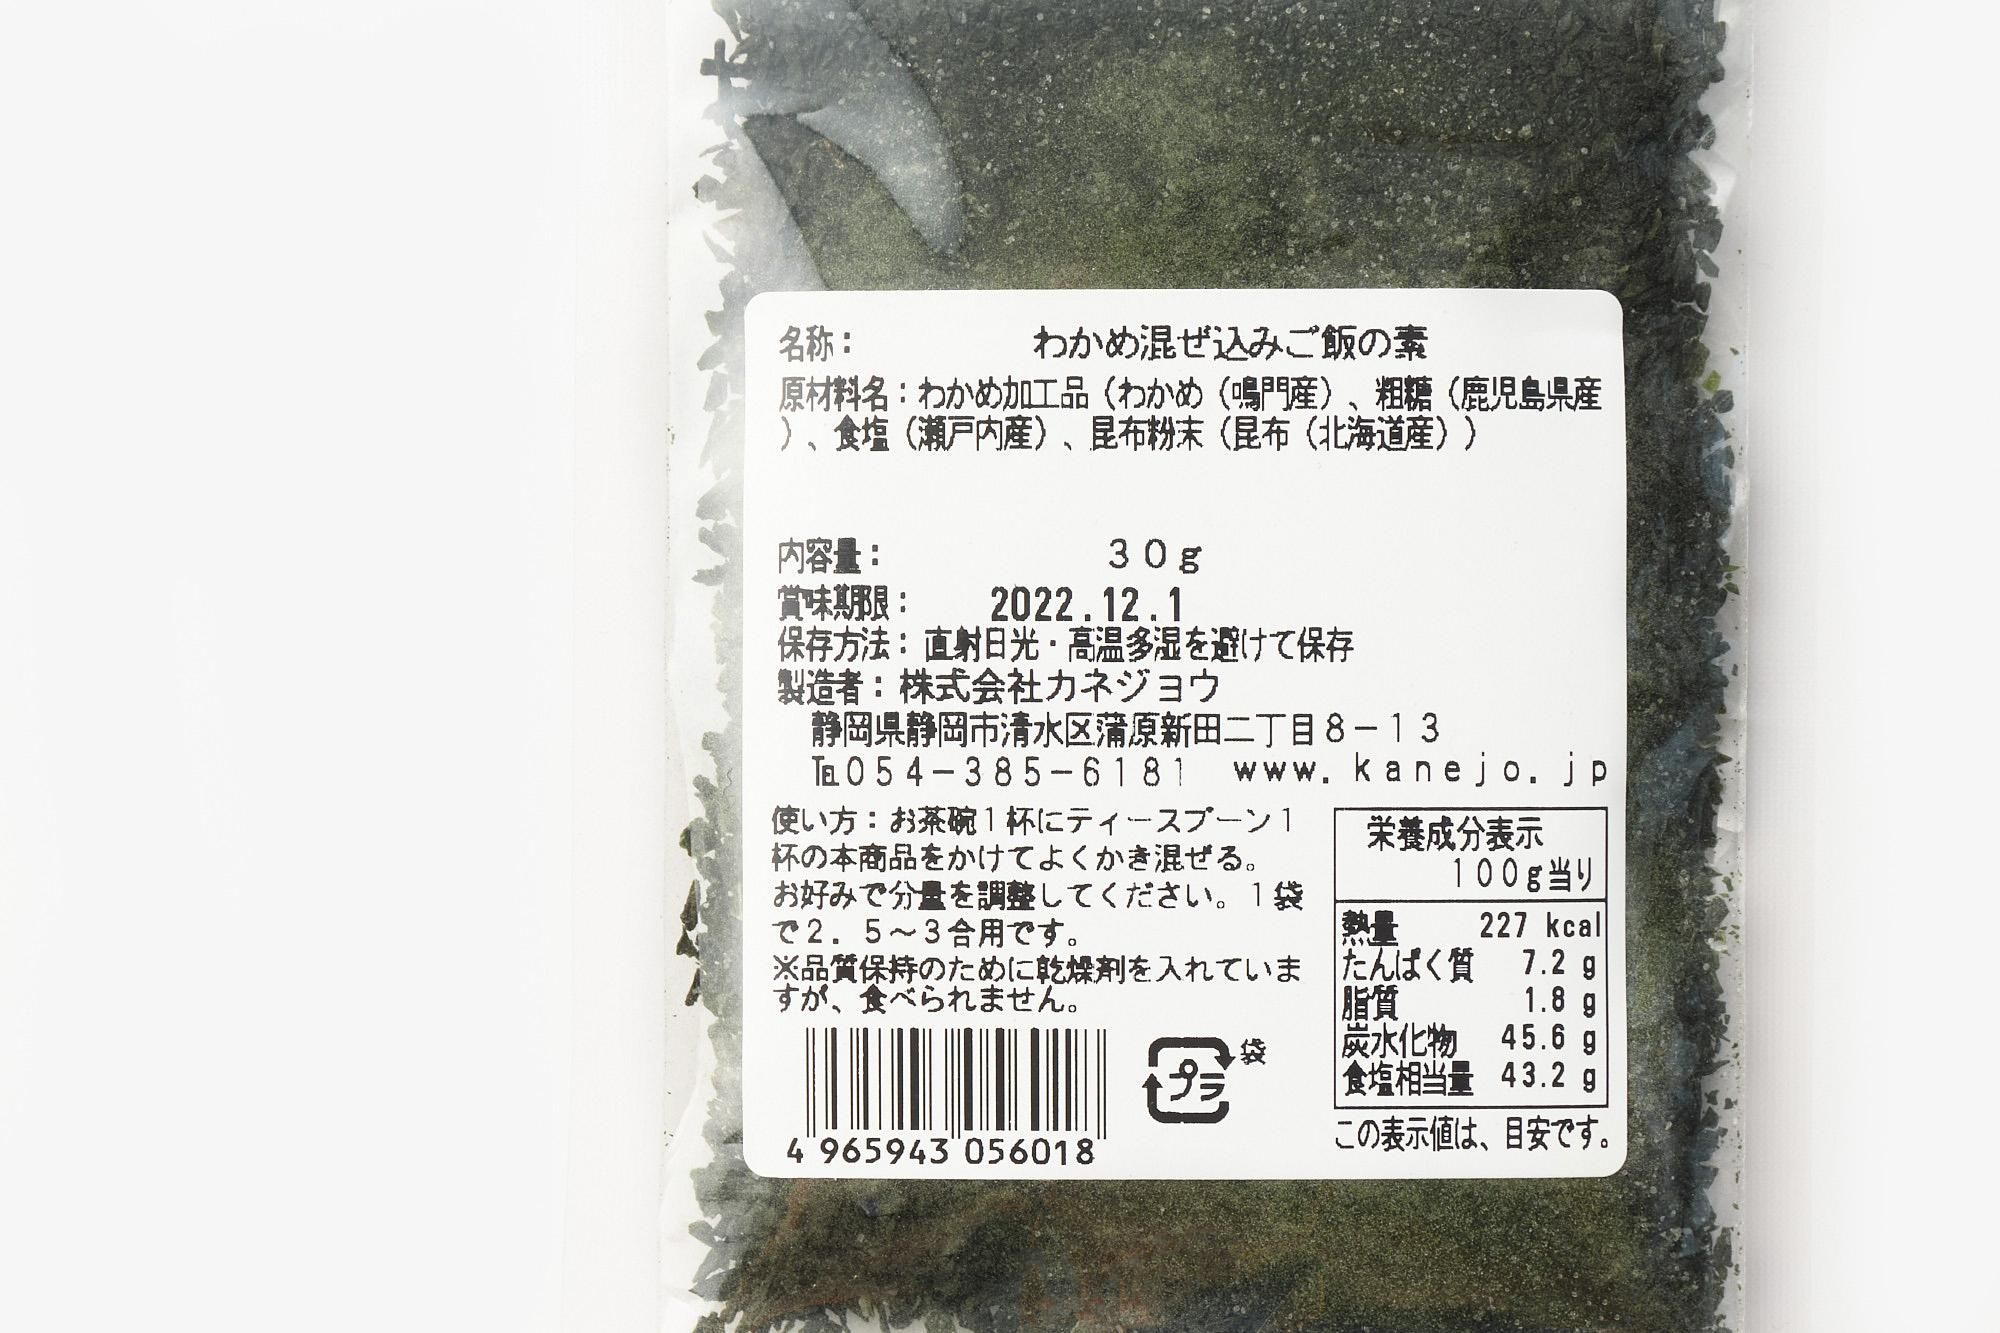 名称： わかめ混ぜ込みご飯の素
原材料名：わかめ加工品（わかめ（鳴門産）、粗糖（鹿児島県産
）、食塩（瀬戸内産）、昆布粉末（昆布（北海道産））
内容量： 30g
賞味期限： 2022.12.1
保存方法：直射日光・高温多湿を避けて保存
製造者：株式会社カネジョウ
静岡県静岡市清水区蒲原新田二丁目8－13
℡054－385－6181 www.kanejo.jp
使い方：お茶碗1杯にティースプーン1
杯の本商品をかけてよくかき混ぜる。
お好みで分量を調整してください。1袋
で2．5～3合用です。
※品質保持のために乾燥剤を入れていま
すが、食べられません。
4 965943 056018
プラ
袋
栄養成分表示
100g当り
熱量 227 kcal
たんぱく質 7.2 g
脂質 1.8 g
炭水化物 45.6 g
食塩相当量 43.2 g
この表示値は、目安です。